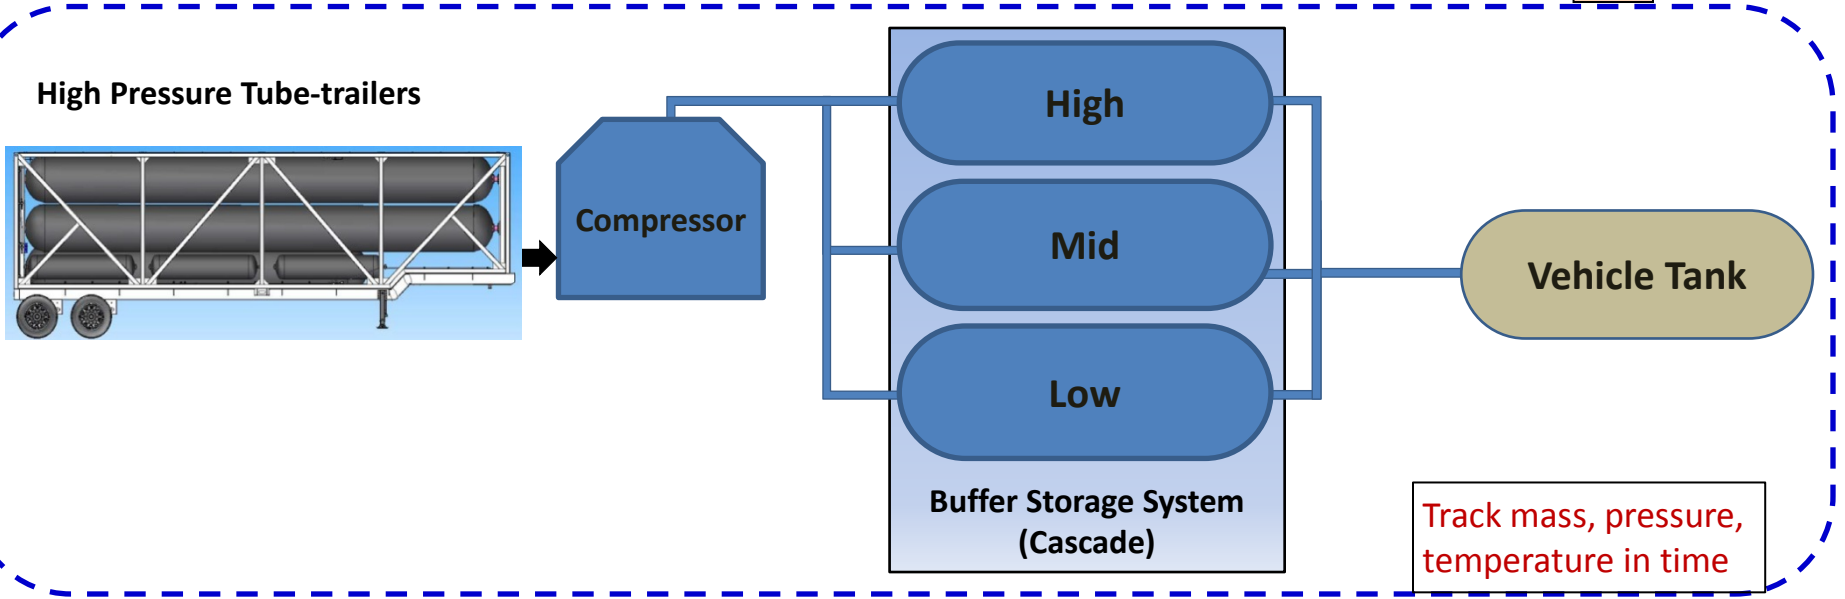 High Pressure Tube-trailers
Compressor
High
Mid
Low
Buffer Storage System
(Cascade)
Vehicle Tank
Track mass, pressure,
temperature in time